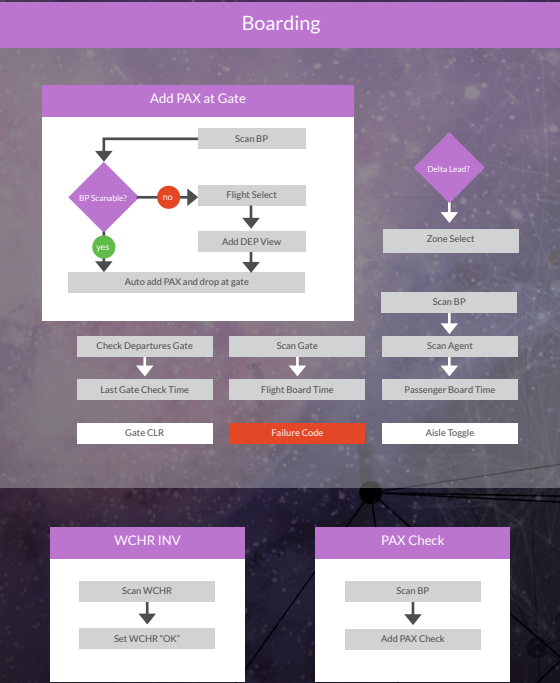 Boarding
Add PAX at Gate
Scan BP
BP Scanable?
no
Flight Select
yes
Add DEP View
Auto add PAX and drop at gate
Delta Lead?
Zone Select
Scan BP
Check Departures Gate
Scan Gate
Scan Agent
Last Gate Check Time
Flight Board Time
Passenger Board Time
Gate CLR
Failure Code
Aisle Toggle
WCHR INV
Scan WCHR
Set WCHR "OK"
PAX Check
Scan BP
Add PAX Check